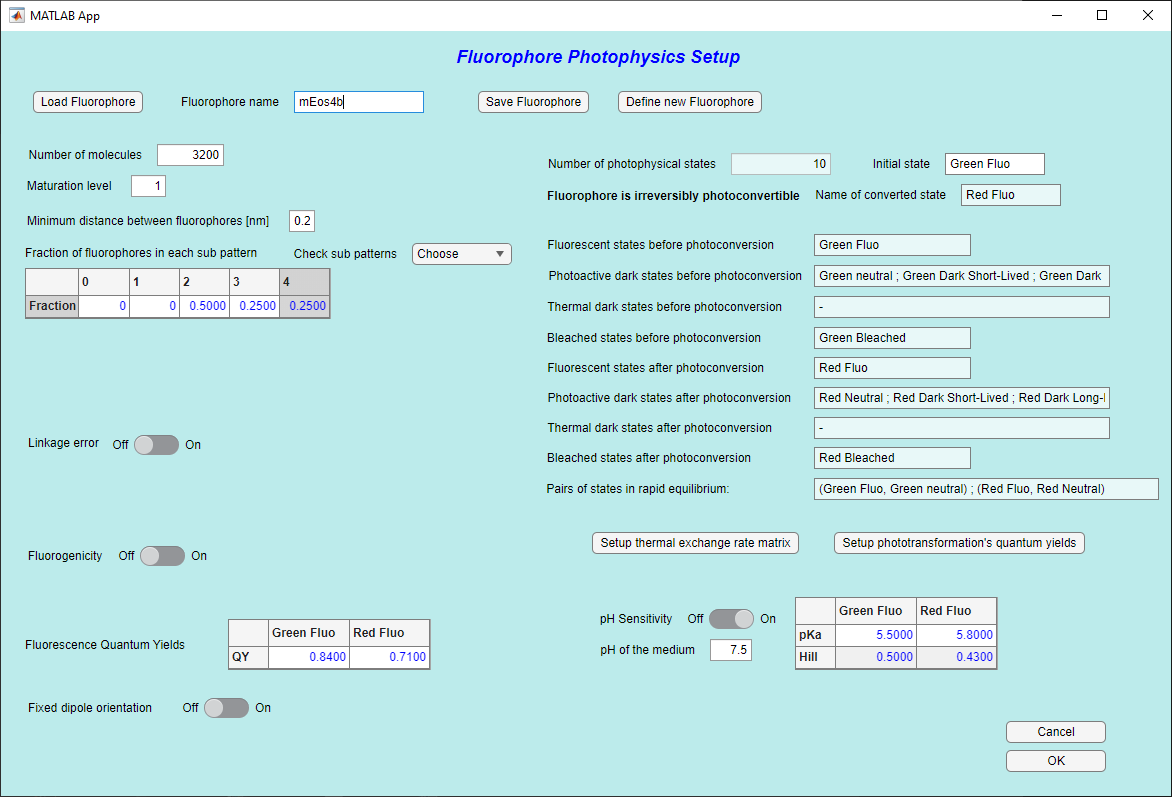 MATLAB App
Fluorophore Photophysics Setup
Load Fluorophore Fluorophore name mEos4b Save Fluorophore Define new Fluorophore
Number of molecules 3200
Maturation level 1
Minimum distance between fluorophores [nm] 0.2
Fraction of fluorophores in each sub pattern Check sub patterns Choose
0 1 2 3 4
Fraction 0 0 0.5000 0.2500 0.2500
Linkage error Off On
Fluorogenicity Off On
Fluorescence Quantum Yields
Green Fluo Red Fluo
QY 0.8400 0.7100
Fixed dipole orientation Off On
Number of photophysical states 10 Initial state Green Fluo
Fluorophore is irreversibly photoconvertible Name of converted state Red Fluo
Fluorescent states before photoconversion Green Fluo
Photoactive dark states before photoconversion Green neutral ; Green Dark Short-Lived ; Green Dark
Thermal dark states before photoconversion -
Bleached states before photoconversion Green Bleached
Fluorescent states after photoconversion Red Fluo
Photoactive dark states after photoconversion Red Neutral ; Red Dark Short-Lived ; Red Dark Long-
Thermal dark states after photoconversion -
Bleached states after photoconversion Red Bleached
Pairs of states in rapid equilibrium: (Green Fluo, Green neutral) ; (Red Fluo, Red Neutral)
Setup thermal exchange rate matrix Setup phototransformation's quantum yields
pH Sensitivity Off On
pH of the medium 7.5
Green Fluo Red Fluo
pKa 5.5000 5.8000
Hill 0.5000 0.4300
Cancel
OK